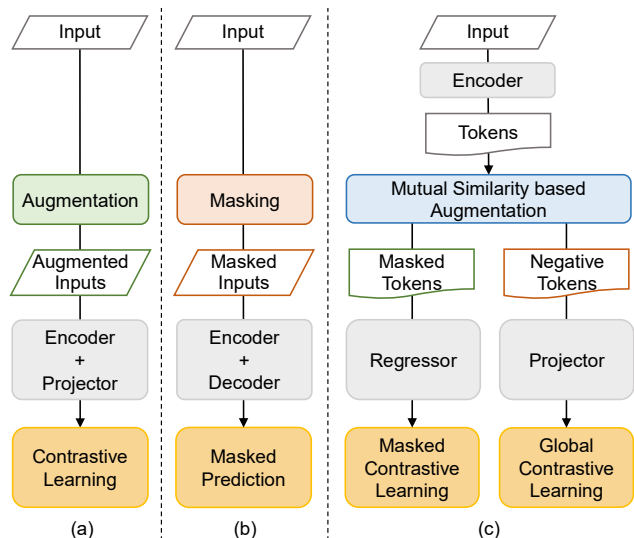 Input
Augmentation
Augmented
Inputs
Encoder
+
Projector
Contrastive
Learning
(a)
Input
Masking
Masked
Inputs
Encoder
+
Decoder
Masked
Prediction
(b)
Input
Encoder
Tokens
Mutual Similarity based
Augmentation
Masked
Tokens
Regressor
Masked
Contrastive
Learning
Negative
Tokens
Projector
Global
Contrastive
Learning
(c)